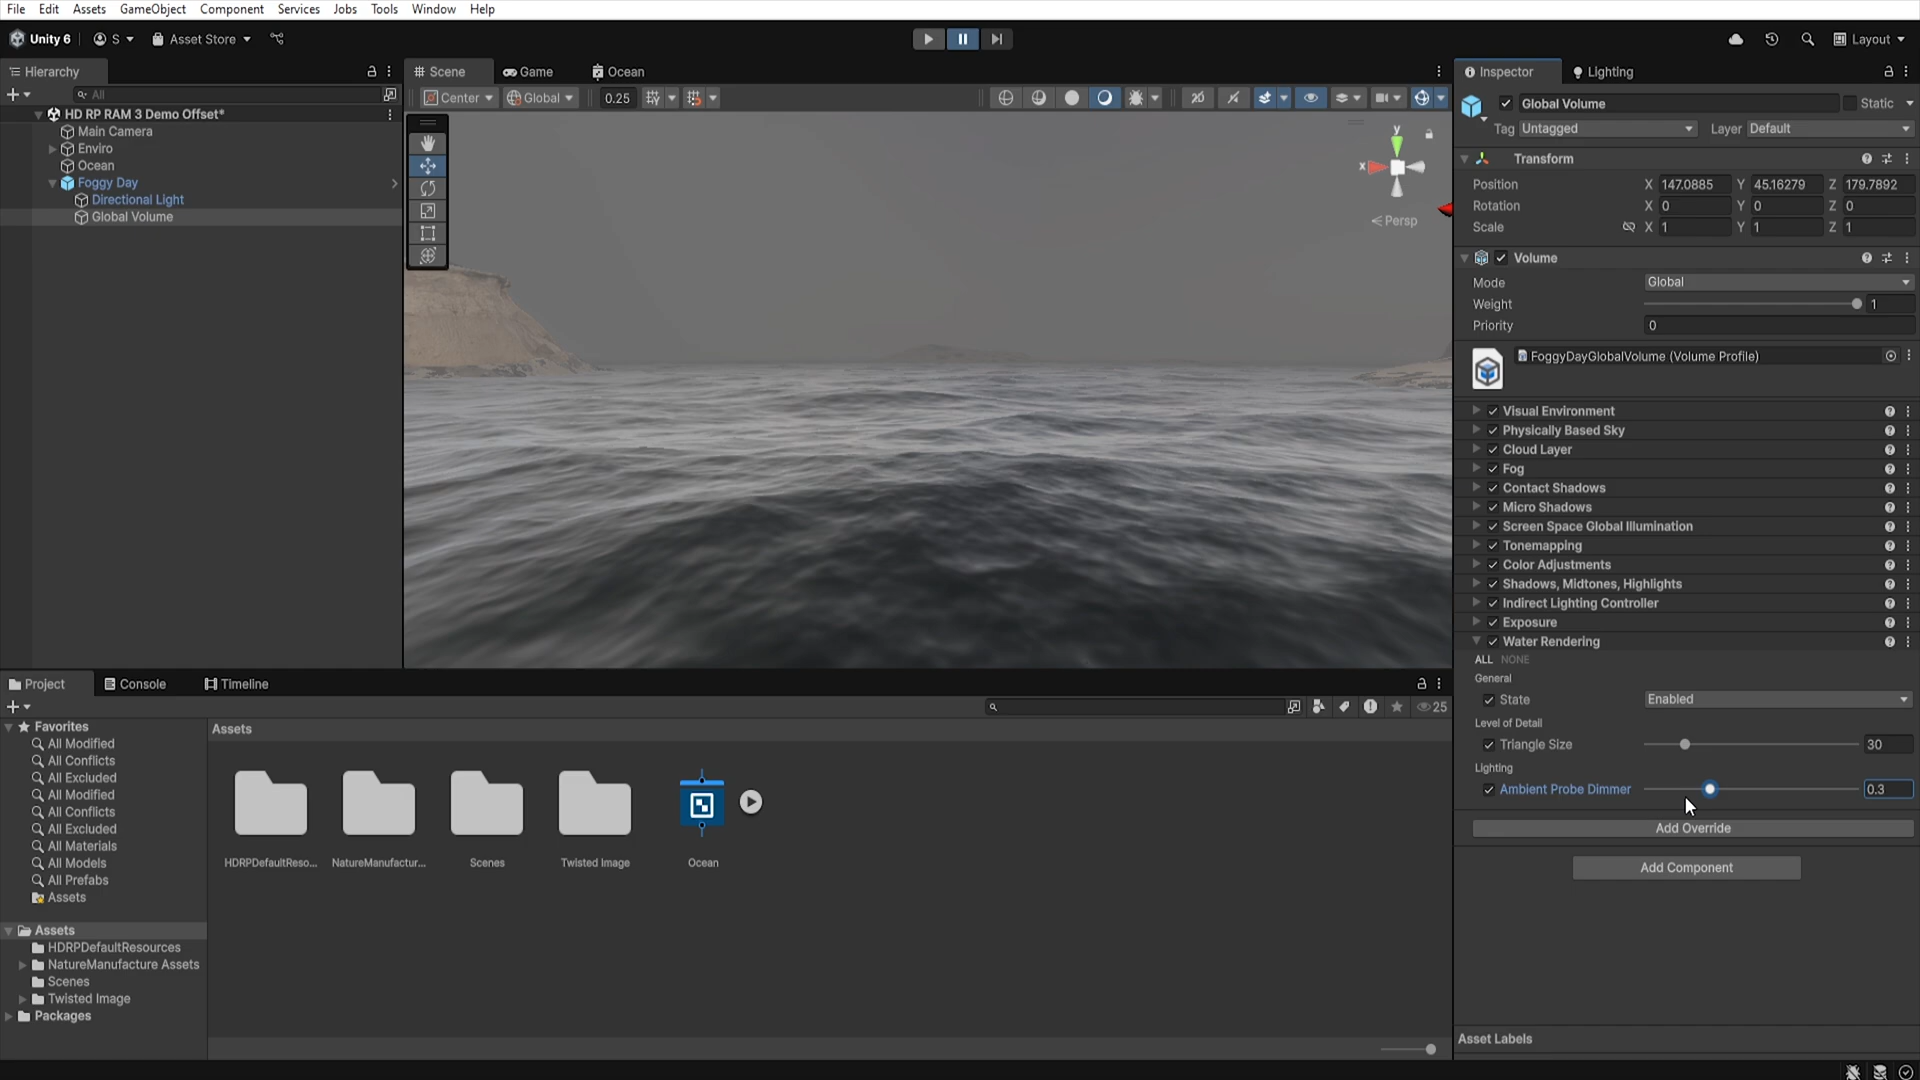 File Edit Assets GameObject Component Services Jobs Tools Window Help
Unity 6 S Asset Store Layout
Hierarchy
All
HD RP RAM 3 Demo Offset*
Main Camera
Enviro
Ocean
Foggy Day
Directional Light
Global Volume
Scene Game Ocean
Center Global 0.25 2D
y
x
Persp
Inspector Lighting
Global Volume Static
Tag Untagged Layer Default
Transform
Position X 147.0885 Y 45.16279 Z 179.7892
Rotation X 0 Y 0 Z 0
Scale X 1 Y 1 Z 1
Volume
Mode Global
Weight 1
Priority 0
FoggyDayGlobalVolume (Volume Profile)
Visual Environment
Physically Based Sky
Cloud Layer
Fog
Contact Shadows
Micro Shadows
Screen Space Global Illumination
Tonemapping
Color Adjustments
Shadows, Midtones, Highlights
Indirect Lighting Controller
Exposure
Water Rendering
ALL NONE
General
State Enabled
Level of Detail
Triangle Size 30
Lighting
Ambient Probe Dimmer 0.3
Add Override
Add Component
Asset Labels
Project Console Timeline
25
Favorites
All Modified
All Conflicts
All Excluded
All Modified
All Conflicts
All Excluded
All Materials
All Models
All Prefabs
Assets
Assets
HDRPDefaultResources
NatureManufacture Assets
Scenes
Twisted Image
Packages
Assets
HDRPDefaultReso... NatureManufactur... Scenes Twisted Image Ocean